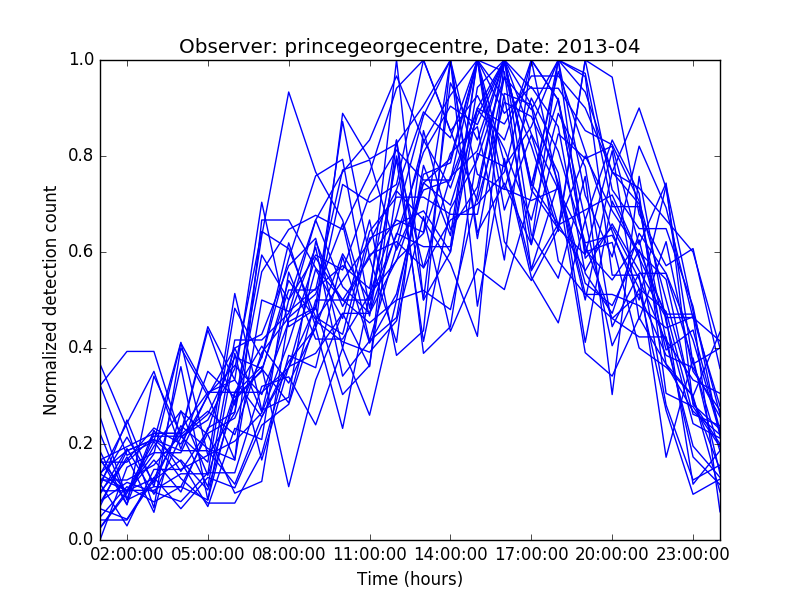 Observer: princegeorgecentre, Date: 2013-04
1.0
0.8
0.6
0.4
0.2
0.0
Normalized detection count
02:00:00 05:00:00 08:00:00 11:00:00 14:00:00 17:00:00 20:00:00 23:00:00
Time (hours)